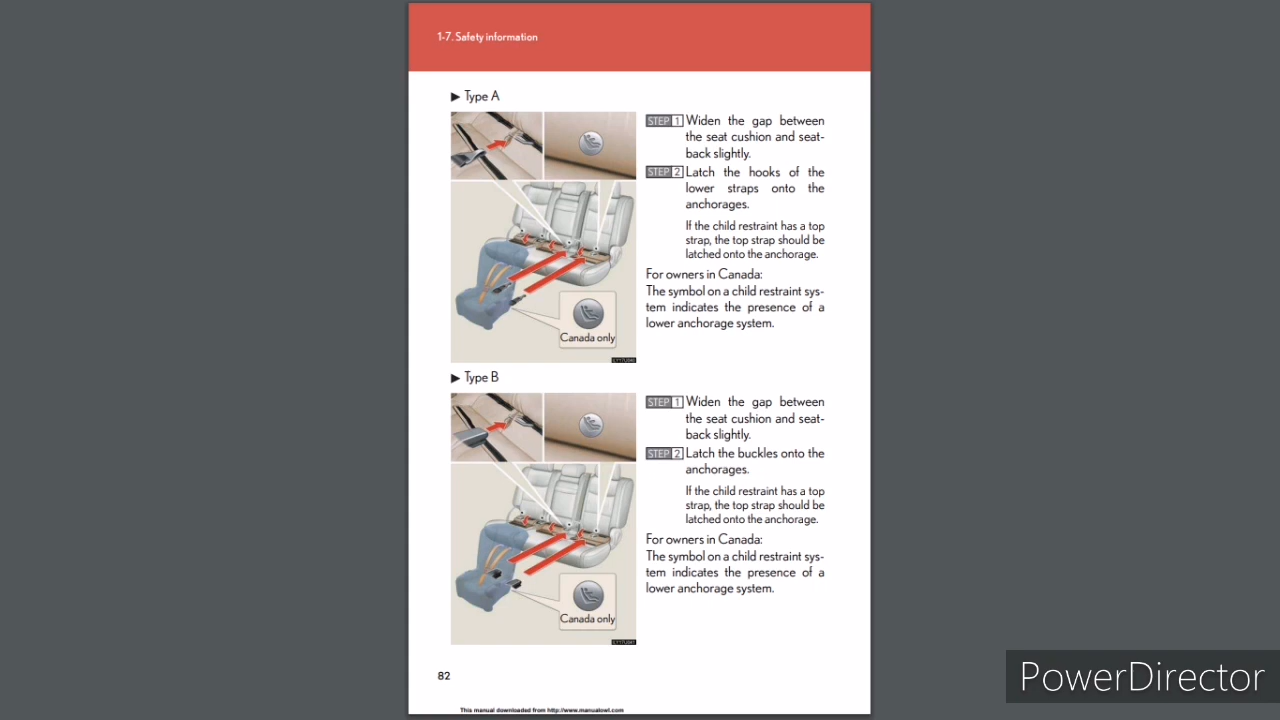 1-7. Safety information
▶ Type A
STEP 1 Widen the gap between
the seat cushion and seat-
back slightly.
STEP 2 Latch the hooks of the
lower straps onto the
anchorages.
If the child restraint has a top
strap, the top strap should be
latched onto the anchorage.
For owners in Canada:
The symbol on a child restraint sys-
tem indicates the presence of a
lower anchorage system.
Canada only
▶ Type B
STEP 1 Widen the gap between
the seat cushion and seat-
back slightly.
STEP 2 Latch the buckles onto the
anchorages.
If the child restraint has a top
strap, the top strap should be
latched onto the anchorage.
For owners in Canada:
The symbol on a child restraint sys-
tem indicates the presence of a
lower anchorage system.
Canada only
82
This manual downloaded from http://www.manualowl.com
PowerDirector